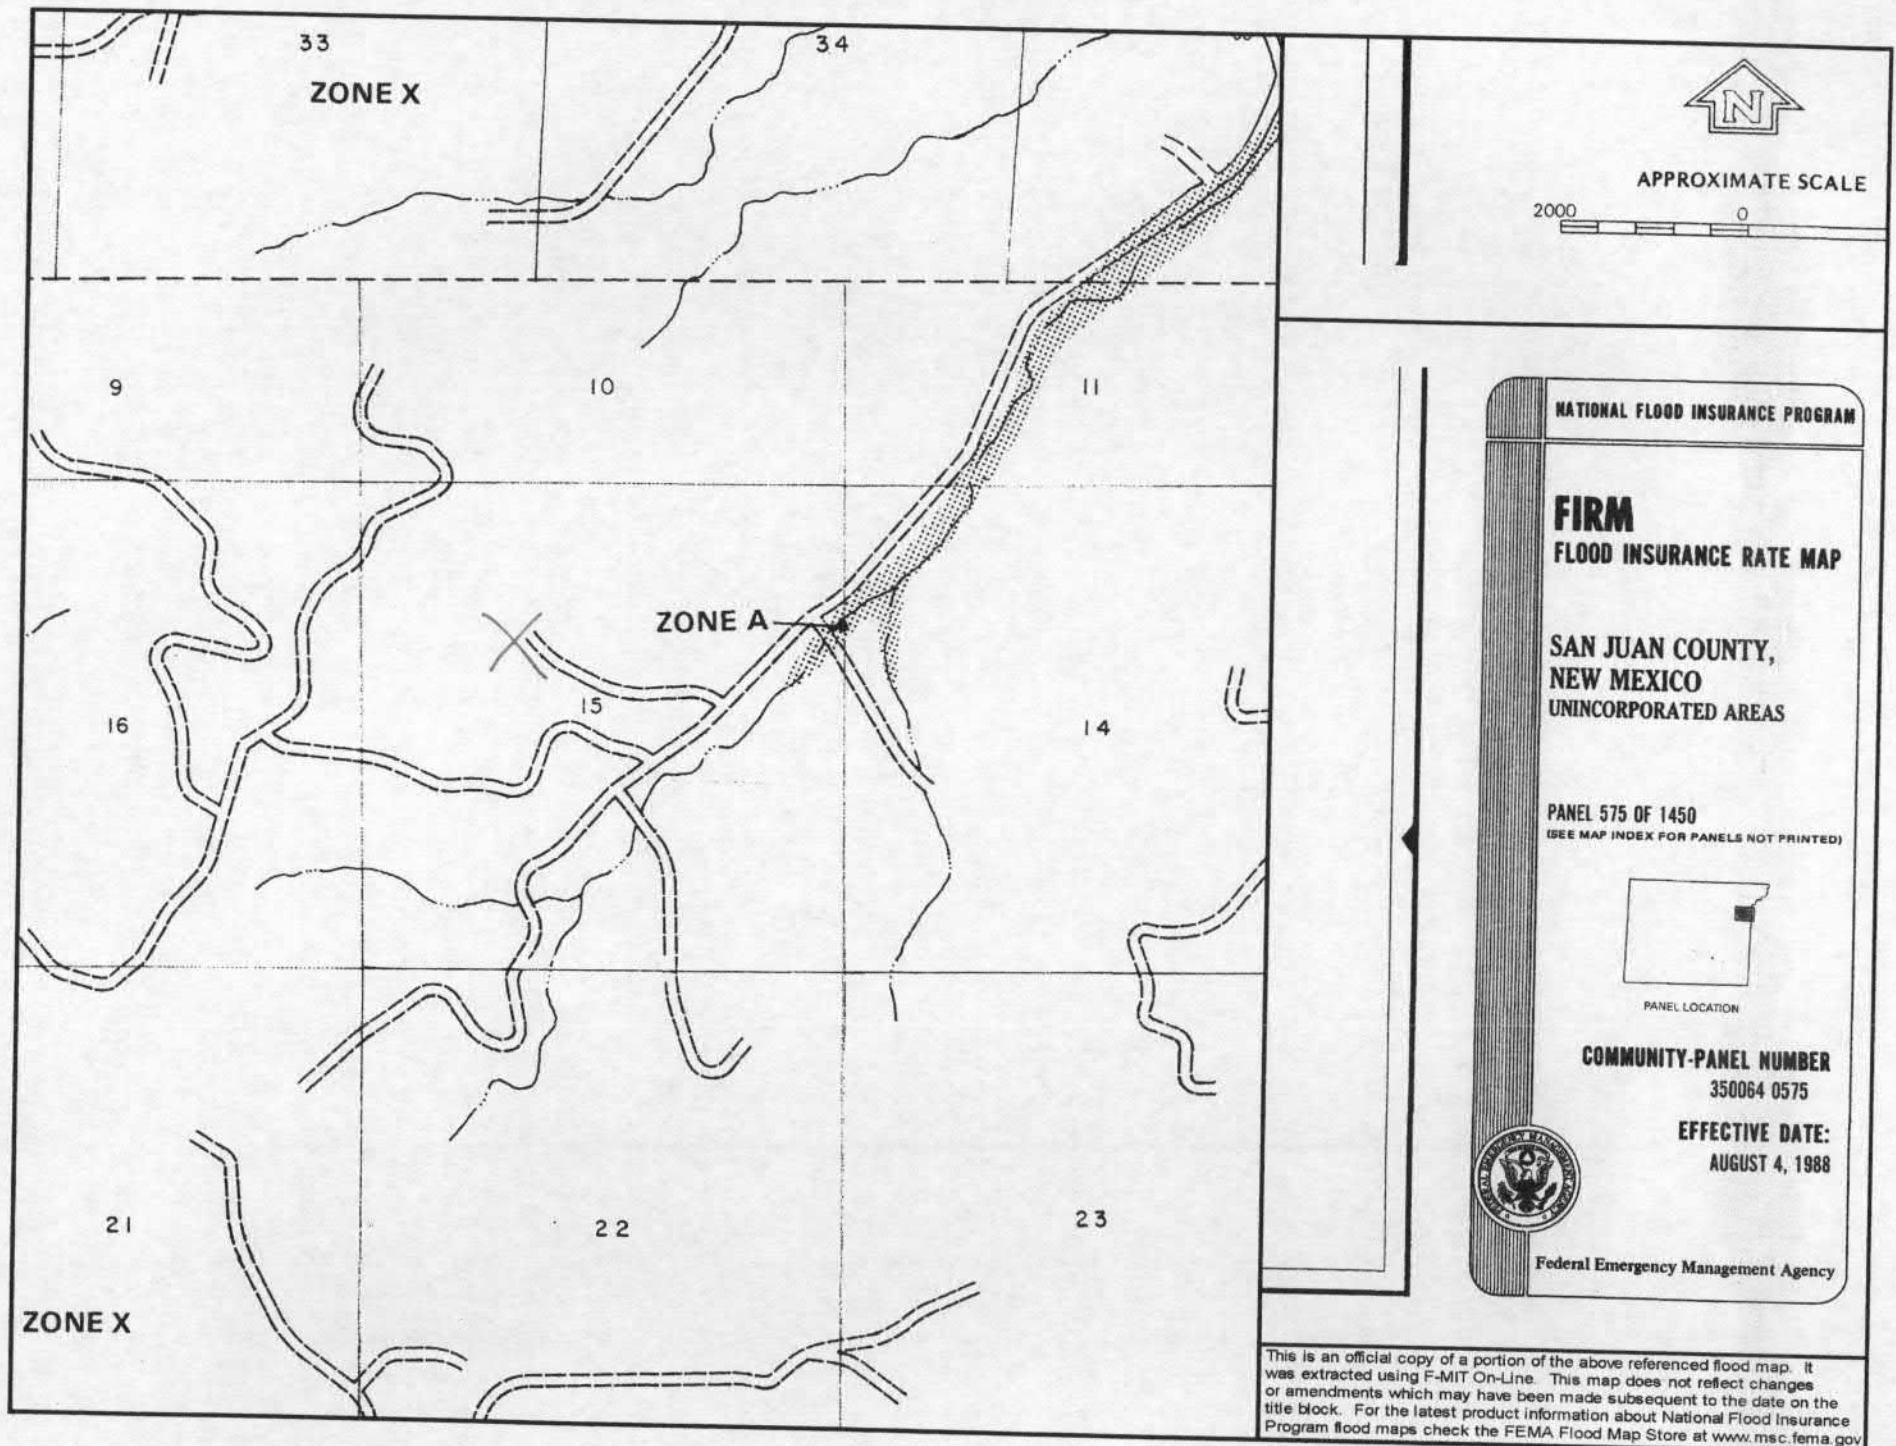 33
34
ZONE X
9
10
11
ZONE A
15
16
14
21
22
23
ZONE X
N
APPROXIMATE SCALE
2000 0
NATIONAL FLOOD INSURANCE PROGRAM
FIRM
FLOOD INSURANCE RATE MAP
SAN JUAN COUNTY,
NEW MEXICO
UNINCORPORATED AREAS
PANEL 575 OF 1450
(SEE MAP INDEX FOR PANELS NOT PRINTED)
PANEL LOCATION
COMMUNITY-PANEL NUMBER
350064 0575
EFFECTIVE DATE:
AUGUST 4, 1988
FEDERAL EMERGENCY MANAGEMENT AGENCY
Federal Emergency Management Agency
This is an official copy of a portion of the above referenced flood map. It
was extracted using F-MIT On-Line. This map does not reflect changes
or amendments which may have been made subsequent to the date on the
title block. For the latest product information about National Flood Insurance
Program flood maps check the FEMA Flood Map Store at www.msc.fema.gov